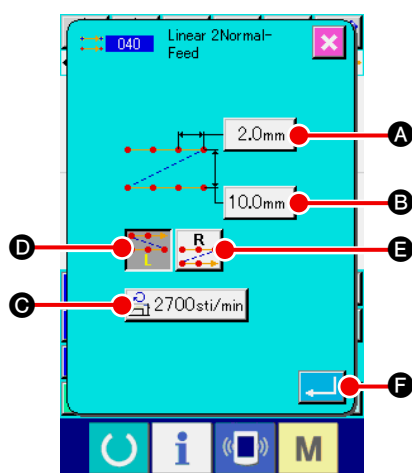 040 Linear 2Normal-
Feed
2.0mm
A
10.0mm
B
D
L
R
E
C
2700sti/min
F
i
M